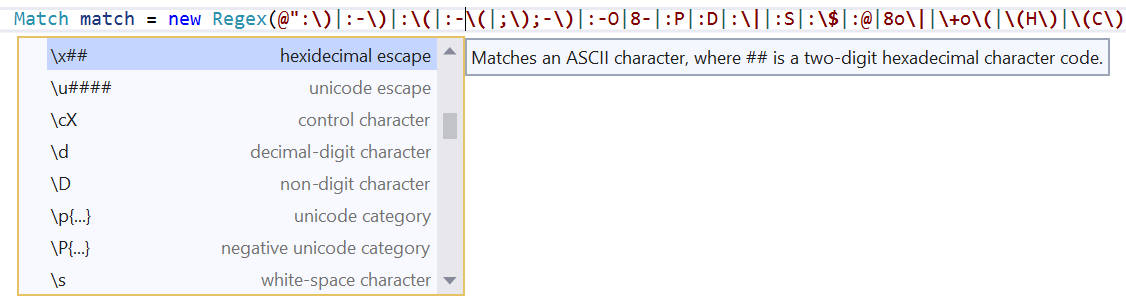 Match match = new Regex(@":\)|:-\)|:\(|:-\(|;\);-\)|:-O|8-|:P|:D|:\||:S|:\$|:@|8o\||\+o\(|\(H\)|\(C\)
\x## hexidecimal escape Matches an ASCII character, where ## is a two-digit hexadecimal character code.
\u#### unicode escape
\cX control character
\d decimal-digit character
\D non-digit character
\p{...} unicode category
\P{...} negative unicode category
\s white-space character